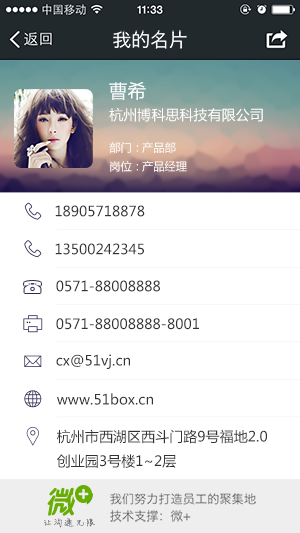 中国移动
11:33
返回
我的名片
曹希
杭州博科思科技有限公司
部门 : 产品部
岗位 : 产品经理
18905718878
13500242345
0571-88008888
0571-88008888-8001
cx@51vj.cn
www.51box.cn
杭州市西湖区西斗门路9号福地2.0
创业园3号楼1~2层
微+
让沟通无限
我们努力打造员工的聚集地
技术支撑：微+